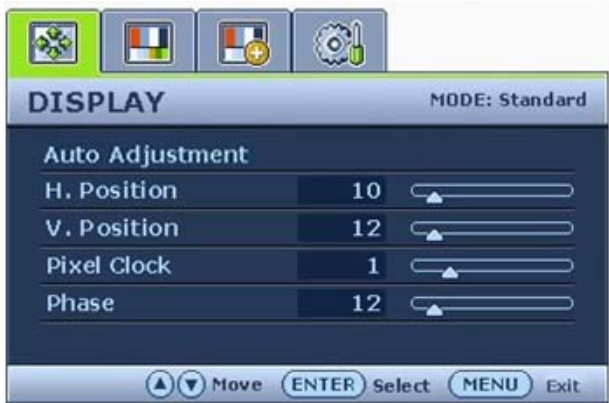 DISPLAY MODE: Standard
Auto Adjustment
H. Position 10
V. Position 12
Pixel Clock 1
Phase 12
Move ENTER Select MENU Exit